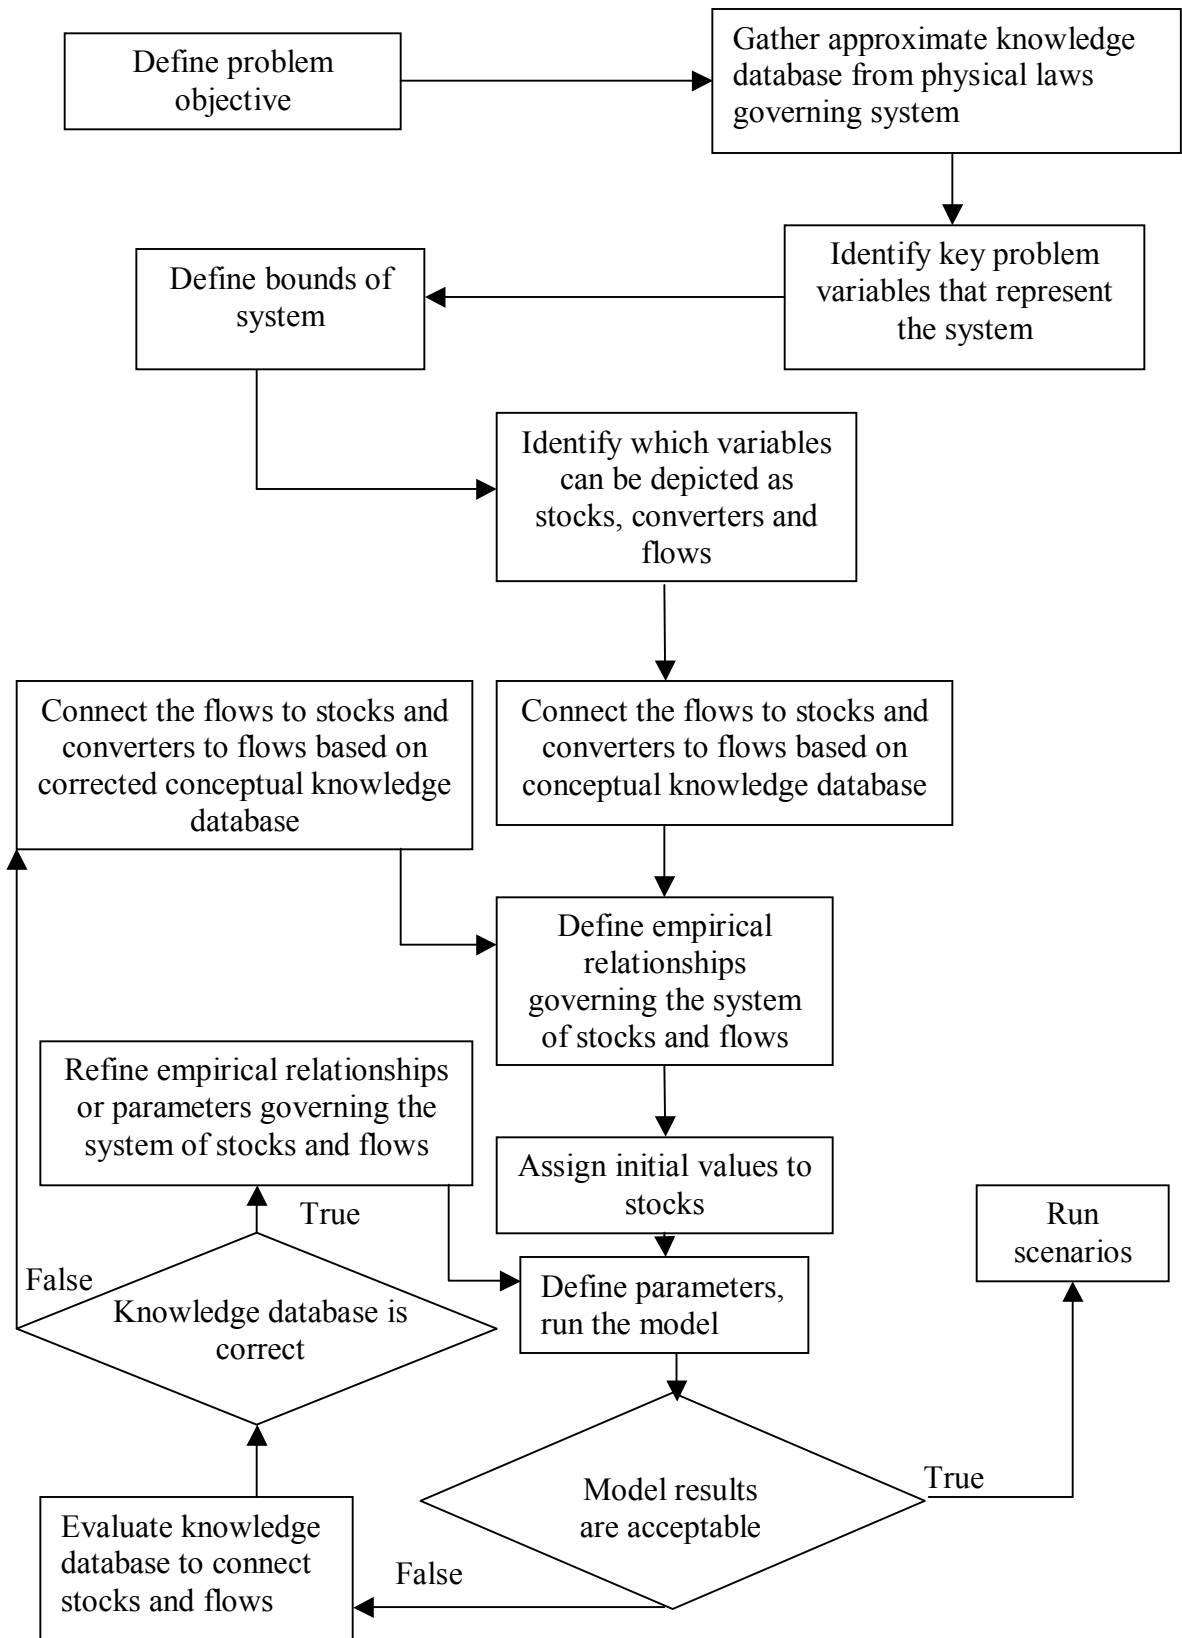 Define problem
objective
Gather approximate knowledge
database from physical laws
governing system
Identify key problem
variables that represent
the system
Define bounds of
system
Identify which variables
can be depicted as
stocks, converters and
flows
Connect the flows to stocks and
converters to flows based on
corrected conceptual knowledge
database
Connect the flows to stocks and
converters to flows based on
conceptual knowledge database
Define empirical
relationships
governing the system
of stocks and flows
Refine empirical relationships
or parameters governing the
system of stocks and flows
Assign initial values to
stocks
Run
scenarios
True
False
Knowledge database is
correct
Define parameters,
run the model
Model results
are acceptable
True
False
Evaluate knowledge
database to connect
stocks and flows